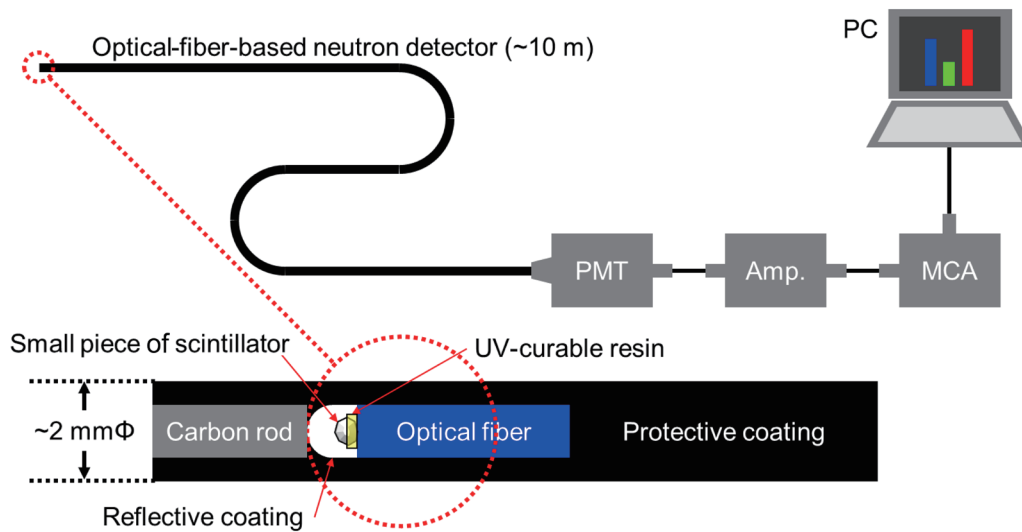 Optical-fiber-based neutron detector (~10 m)
PC
PMT
Amp.
MCA
Small piece of scintillator
UV-curable resin
~2 mmΦ
Carbon rod
Optical fiber
Protective coating
Reflective coating